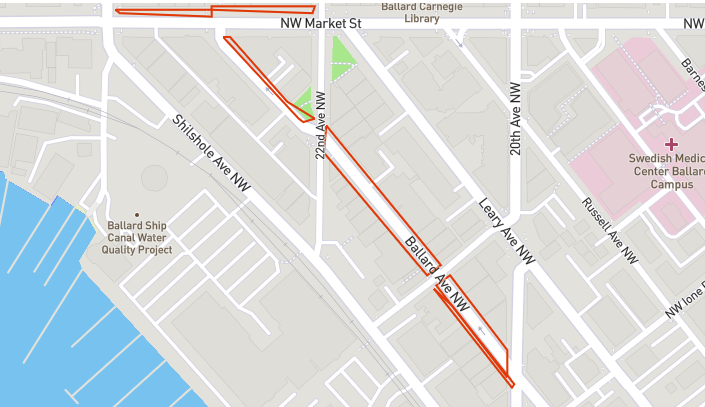 Ballard Carnegie
Library
NW Market St
NW
Barnes
20th Ave NW
22nd Ave NW
Shilshole Ave NW
Swedish Medic
Center Ballard
Campus
Leary Ave NW
Russell Ave NW
Ballard Ship
Canal Water
Quality Project
Ballard Ave NW
NW Ione P